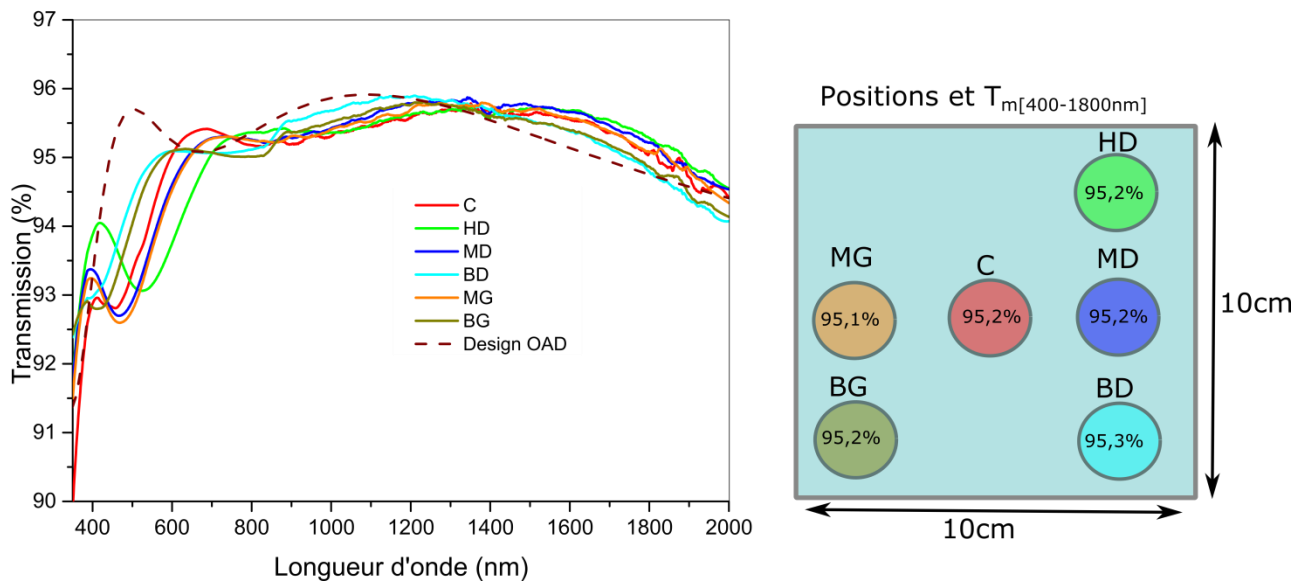 97
96
95
94
93
92
91
90
Transmission (%)
C
HD
MD
BD
MG
BG
Design OAD
400 600 800 1000 1200 1400 1600 1800 2000
Longueur d'onde (nm)
Positions et Tm[400-1800nm]
HD
95,2%
MG C MD
95,1% 95,2% 95,2%
BG BD
95,2% 95,3%
10cm
10cm